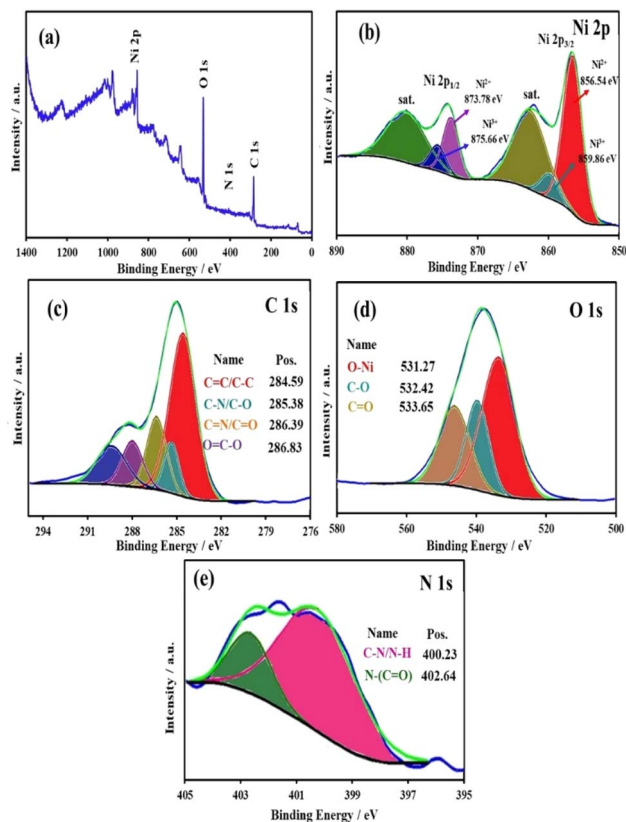 (a)
Ni 2p
O 1s
N 1s
C 1s
Intensity / a.u.
1400 1200 1000 800 600 400 200 0
Binding Energy / eV
(b)
Ni 2p
Ni 2p3/2
Ni2+
856.54 eV
sat.
Ni 2p1/2
Ni2+
873.78 eV
sat.
Ni3+
875.66 eV
Ni3+
859.86 eV
Intensity / a.u.
890 880 870 860 850
Binding Energy / eV
(c)
C 1s
Name Pos.
C=C/C-C 284.59
C-N/C-O 285.38
C=N/C=O 286.39
O=C-O 286.83
Intensity / a.u.
294 291 288 285 282 279 276
Binding Energy / eV
(d)
O 1s
Name
O-Ni 531.27
C-O 532.42
C=O 533.65
Intensity / a.u.
580 560 540 520 500
Binding Energy / eV
(e)
N 1s
Name Pos.
C-N/N-H 400.23
N-(C=O) 402.64
Intensity / a.u.
405 403 401 399 397 395
Binding Energy / eV